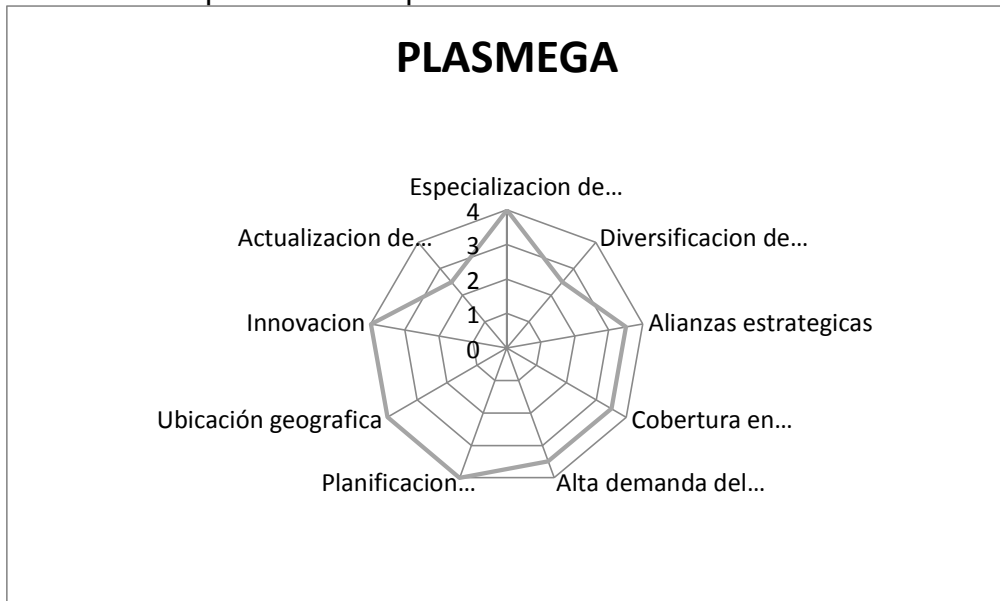 PLASMEGA
Especializacion de...
Diversificacion de...
Alianzas estrategicas
Cobertura en...
Alta demanda del...
Planificacion...
Ubicación geografica
Innovacion
Actualizacion de...
4
3
2
1
0